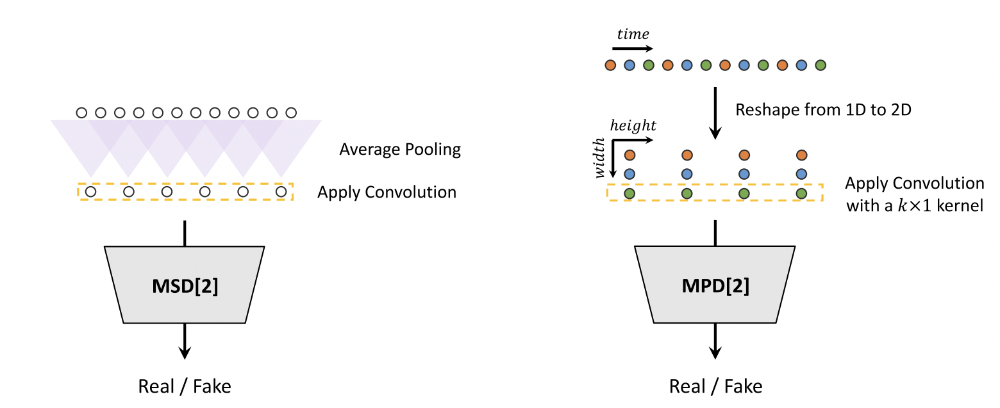 Average Pooling
Apply Convolution
MSD[2]
Real / Fake
time
Reshape from 1D to 2D
height
width
Apply Convolution
with a k×1 kernel
MPD[2]
Real / Fake